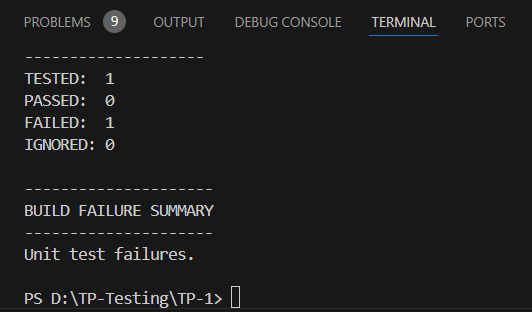 PROBLEMS 9 OUTPUT DEBUG CONSOLE TERMINAL PORTS
--------------------
TESTED:  1
PASSED:  0
FAILED:  1
IGNORED: 0
---------------------
BUILD FAILURE SUMMARY
---------------------
Unit test failures.
PS D:\TP-Testing\TP-1>